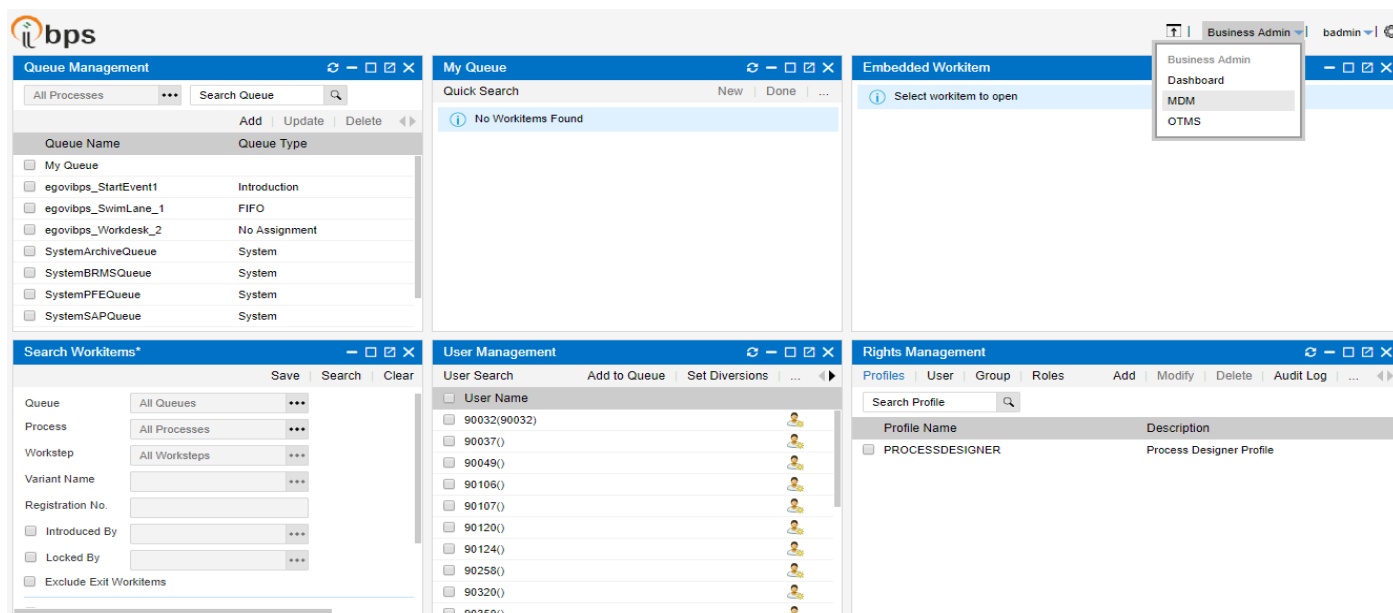 ibps
Business Admin badmin
Business Admin
Dashboard
MDM
OTMS
Queue Management
All Processes ••• Search Queue
Add Update Delete
Queue Name Queue Type
My Queue
egovibps_StartEvent1 Introduction
egovibps_SwimLane_1 FIFO
egovibps_Workdesk_2 No Assignment
SystemArchiveQueue System
SystemBRMSQueue System
SystemPFEQueue System
SystemSAPQueue System
My Queue
Quick Search New Done ...
No Workitems Found
Embedded Workitem
Select workitem to open
Search Workitems*
Save Search Clear
Queue All Queues •••
Process All Processes •••
Workstep All Worksteps •••
Variant Name •••
Registration No.
Introduced By •••
Locked By •••
Exclude Exit Workitems
User Management
User Search Add to Queue Set Diversions ...
User Name
90032(90032)
90037()
90049()
90106()
90107()
90120()
90124()
90258()
90320()
Rights Management
Profiles User Group Roles Add Modify Delete Audit Log ...
Search Profile
Profile Name Description
PROCESSDESIGNER Process Designer Profile